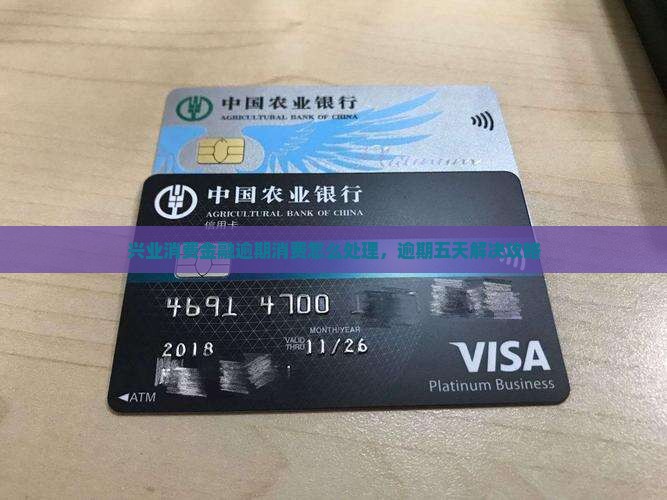 中国农业银行
AGRICULTURAL BANK OF CHINA
Platinum
中国农业银行
AGRICULTURAL BANK OF CHINA
信用卡
兴业消费金融逾期消费怎么处理，逾期五天解决攻略
4691 4700
MONTH/YEAR
2018 VALID THRU 11/26
VISA
Platinum Business
◀ATM